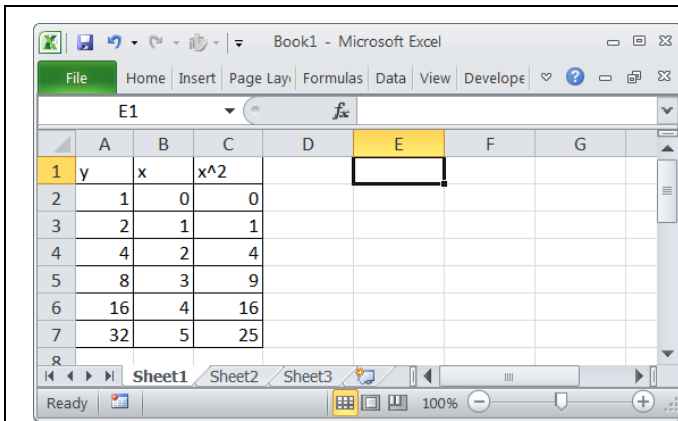 Book1 - Microsoft Excel
File Home Insert Page Layı Formulas Data View Develope
E1 fx
A B C D E F G
1 y x x^2
2 1 0 0
3 2 1 1
4 4 2 4
5 8 3 9
6 16 4 16
7 32 5 25
8
Sheet1 Sheet2 Sheet3
Ready 100%